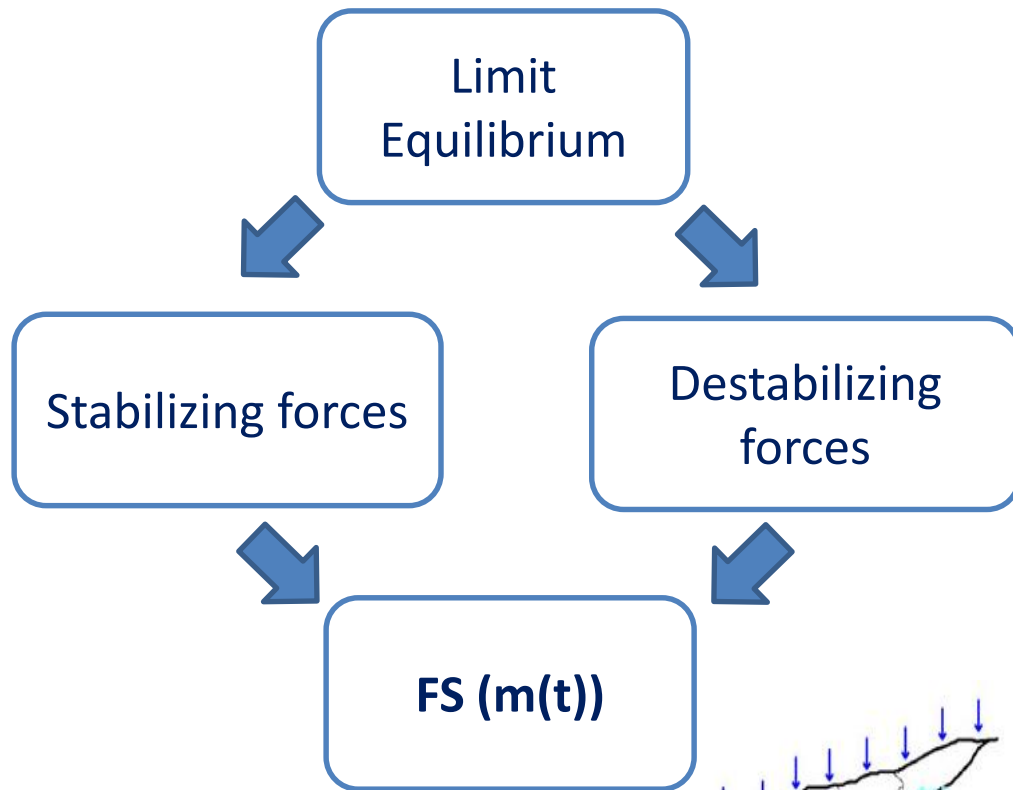 Limit
Equilibrium
Stabilizing forces
Destabilizing
forces
FS (m(t))